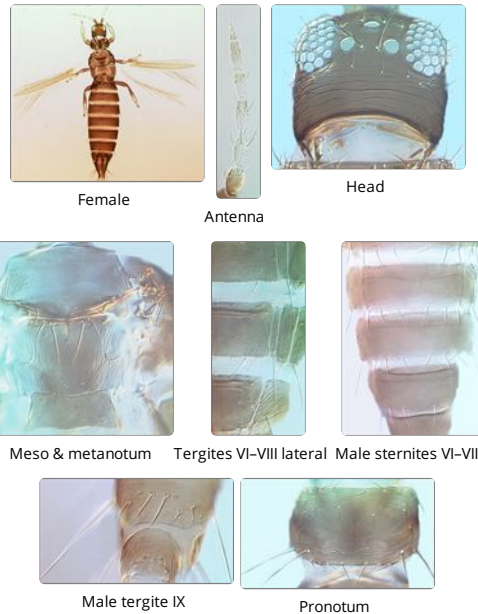 Female
Antenna
Head
Meso & metanotum
Tergites VI–VIII lateral
Male sternites VI–VII
Male tergite IX
Pronotum